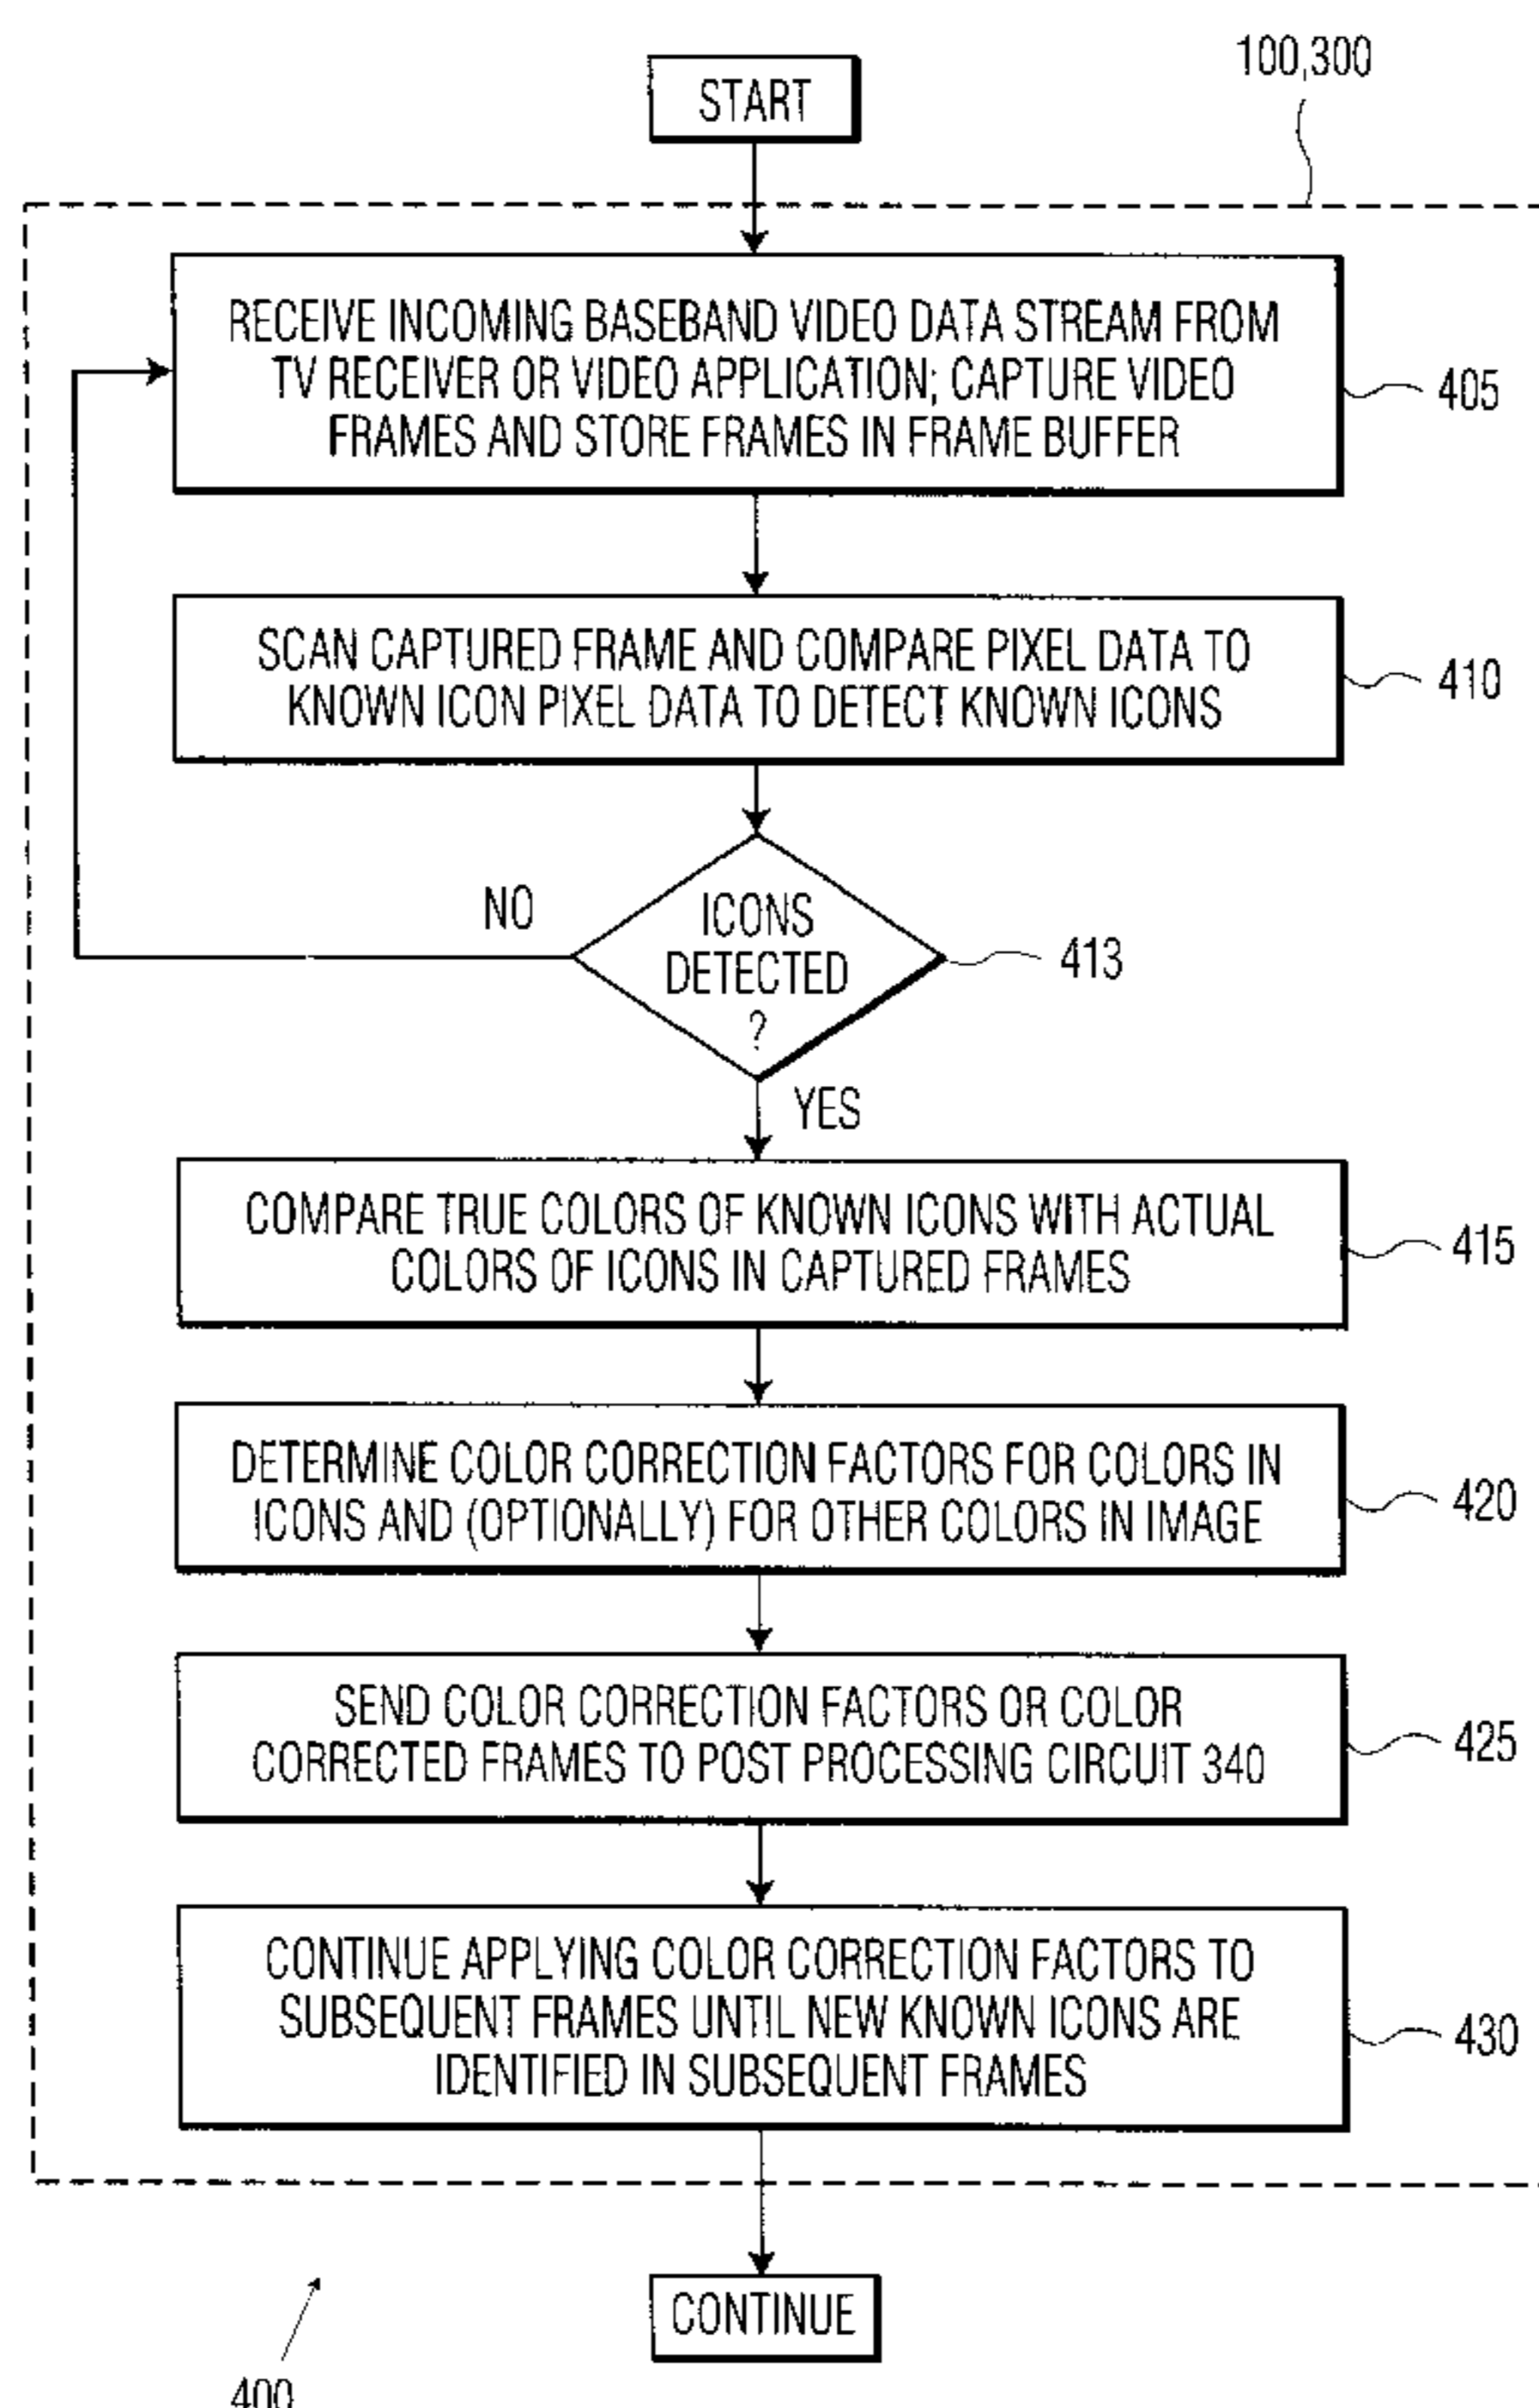 100,300
START
RECEIVE INCOMING BASEBAND VIDEO DATA STREAM FROM
TV RECEIVER OR VIDEO APPLICATION; CAPTURE VIDEO
FRAMES AND STORE FRAMES IN FRAME BUFFER
405
SCAN CAPTURED FRAME AND COMPARE PIXEL DATA TO
KNOWN ICON PIXEL DATA TO DETECT KNOWN ICONS
410
NO
ICONS
DETECTED
?
413
YES
COMPARE TRUE COLORS OF KNOWN ICONS WITH ACTUAL
COLORS OF ICONS IN CAPTURED FRAMES
415
DETERMINE COLOR CORRECTION FACTORS FOR COLORS IN
ICONS AND (OPTIONALLY) FOR OTHER COLORS IN IMAGE
420
SEND COLOR CORRECTION FACTORS OR COLOR
CORRECTED FRAMES TO POST PROCESSING CIRCUIT 340
425
CONTINUE APPLYING COLOR CORRECTION FACTORS TO
SUBSEQUENT FRAMES UNTIL NEW KNOWN ICONS ARE
IDENTIFIED IN SUBSEQUENT FRAMES
430
CONTINUE
400